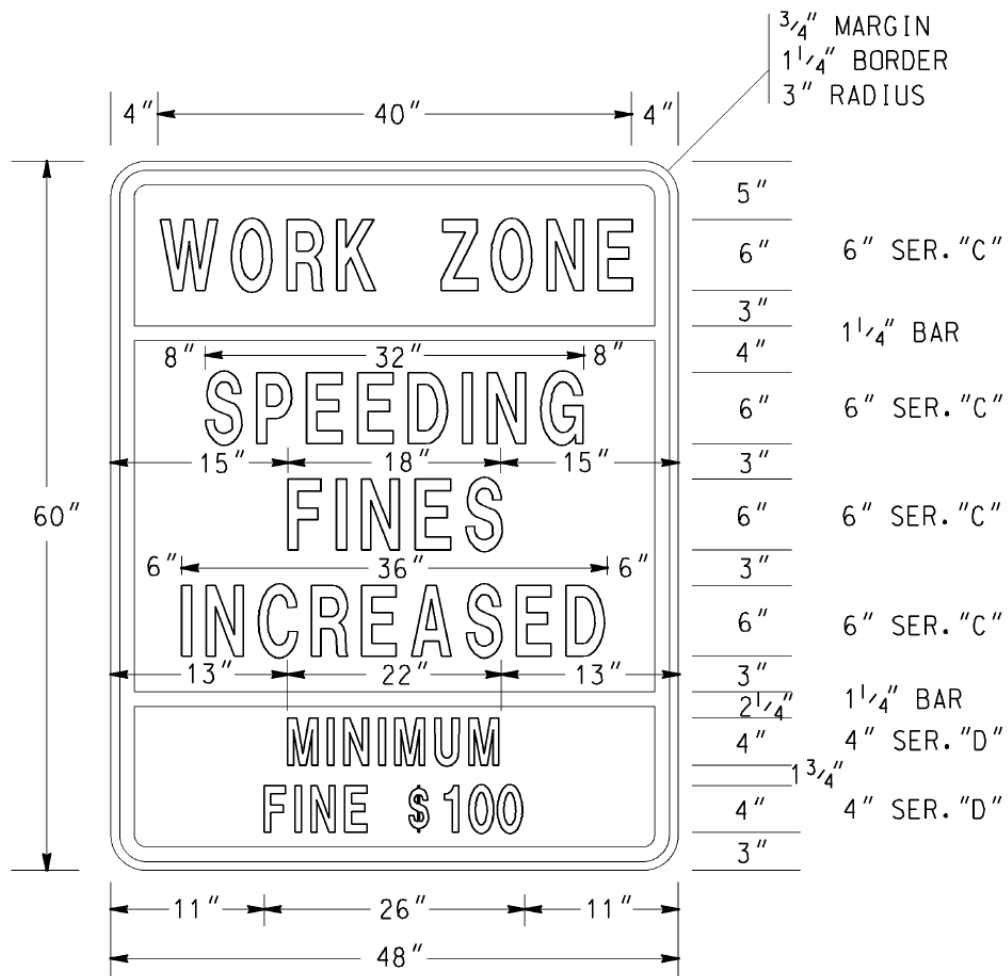 3/4" MARGIN
1 1/4" BORDER
3" RADIUS
4" 40" 4"
5"
WORK ZONE
6" 6" SER."C"
3"
1 1/4" BAR
8" 32" 8"
4"
SPEEDING
6" 6" SER."C"
15" 18" 15"
3"
60"
FINES
6" 6" SER."C"
6" 36" 6"
3"
INCREASED
6" 6" SER."C"
13" 22" 13"
3"
2 1/4" 1 1/4" BAR
MINIMUM
4" 4" SER."D"
1 3/4"
FINE $100
4" 4" SER."D"
3"
11" 26" 11"
48"